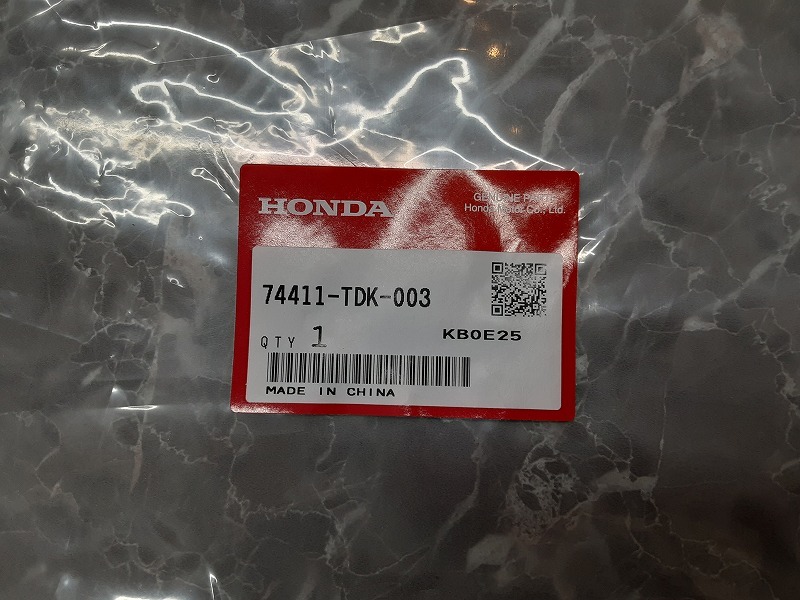 HONDA
GENUINE PARTS
Honda Motor Co., Ltd.
74411-TDK-003
QTY 1
KB0E25
MADE IN CHINA